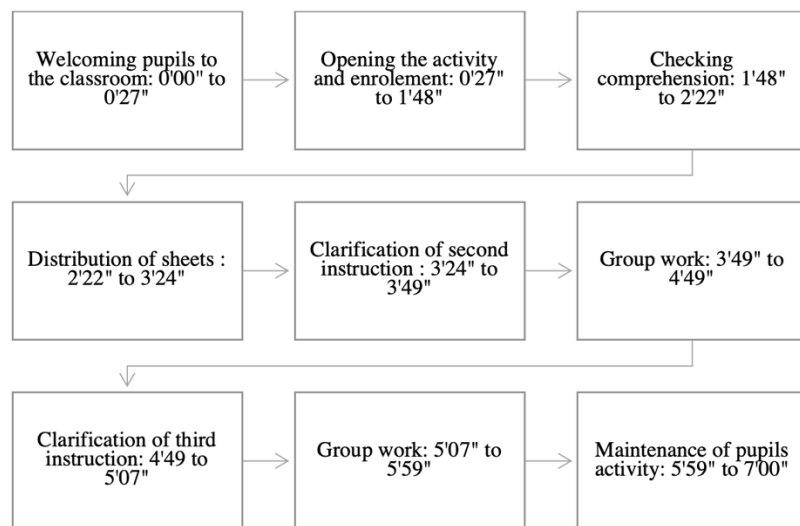 Welcoming pupils to
the classroom: 0'00" to
0'27"
Opening the activity
and enrolement: 0'27"
to 1'48"
Checking
comprehension: 1'48"
to 2'22"
Distribution of sheets :
2'22" to 3'24"
Clarification of second
instruction : 3'24" to
3'49"
Group work: 3'49" to
4'49"
Clarification of third
instruction: 4'49 to
5'07"
Group work: 5'07" to
5'59"
Maintenance of pupils
activity: 5'59" to 7'00"